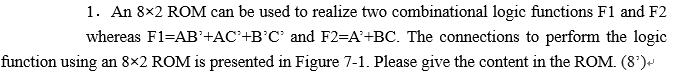 1. An 8×2 ROM can be used to realize two combinational logic functions F1 and F2
whereas F1=AB'+AC'+B'C' and F2=A'+BC. The connections to perform the logic
function using an 8×2 ROM is presented in Figure 7-1. Please give the content in the ROM. (8')↵